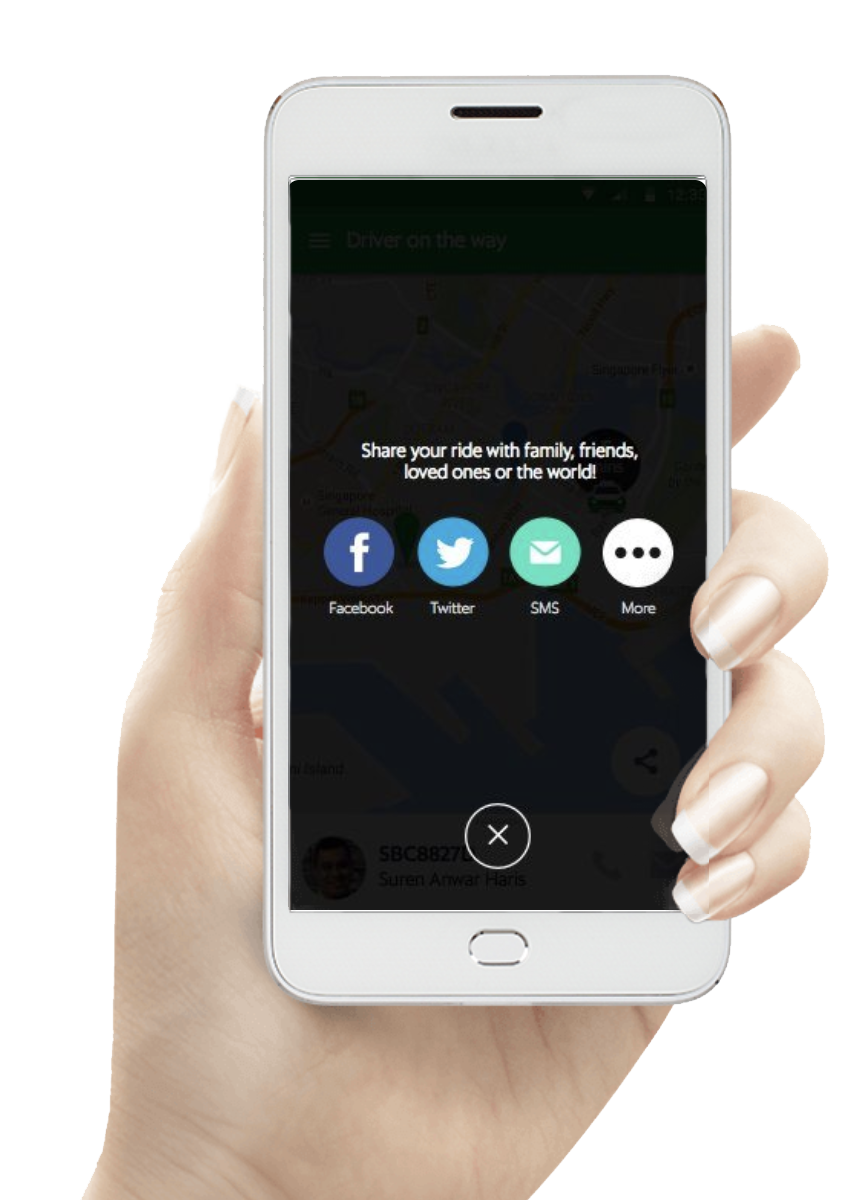 12:3
Driver on the way
Singapore Flyer
Share your ride with family, friends,
loved ones or the world!
Singapore
General Hospital
Facebook Twitter SMS More
ni Island
SBC8827
Suren Anwar Haris